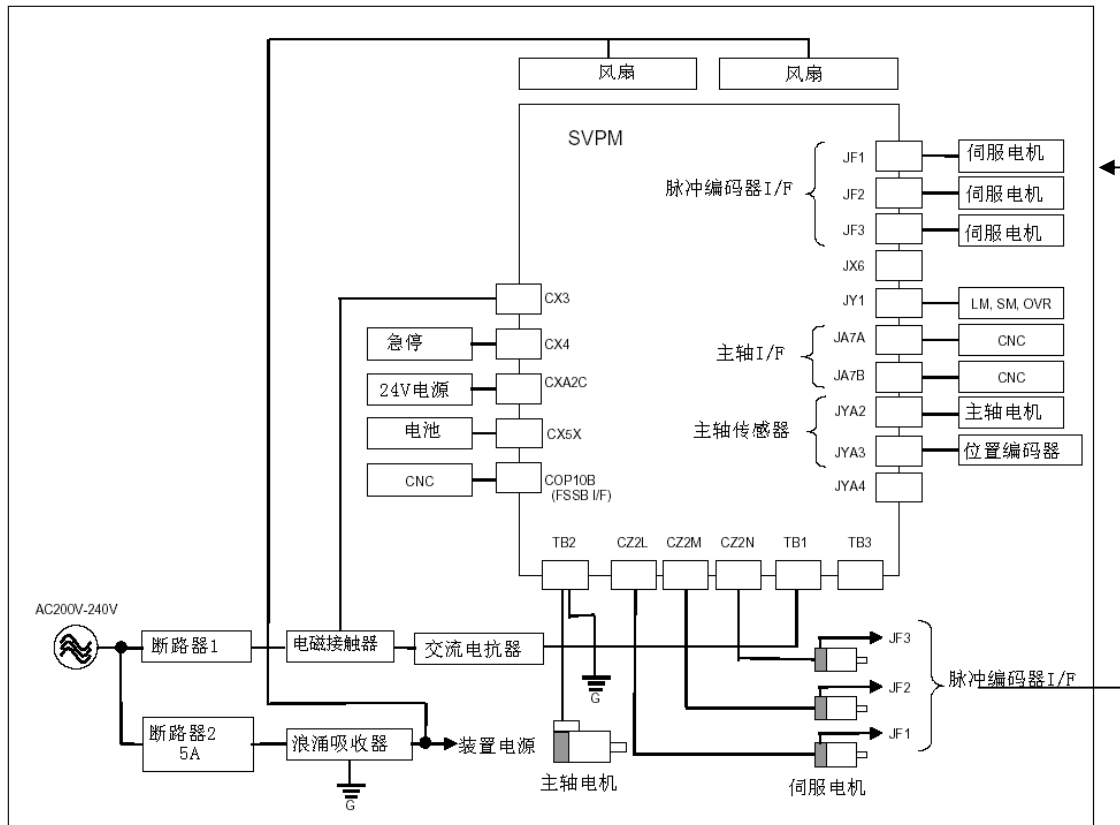 风扇
风扇
SVPM
脉冲编码器I/F
JF1
伺服电机
JF2
伺服电机
JF3
伺服电机
JX6
CX3
JY1
LM, SM, OVR
急停
CX4
主轴I/F
JA7A
CNC
24V电源
CXA2C
JA7B
CNC
电池
CX5X
主轴传感器
JYA2
主轴电机
JYA3
位置编码器
CNC
COP10B
(FSSB I/F)
JYA4
TB2
CZ2L
CZ2M
CZ2N
TB1
TB3
AC200V-240V
断路器1
电磁接触器
交流电抗器
JF3
脉冲编码器I/F
JF2
G
断路器2
5A
浪涌吸收器
装置电源
JF1
主轴电机
伺服电机
G